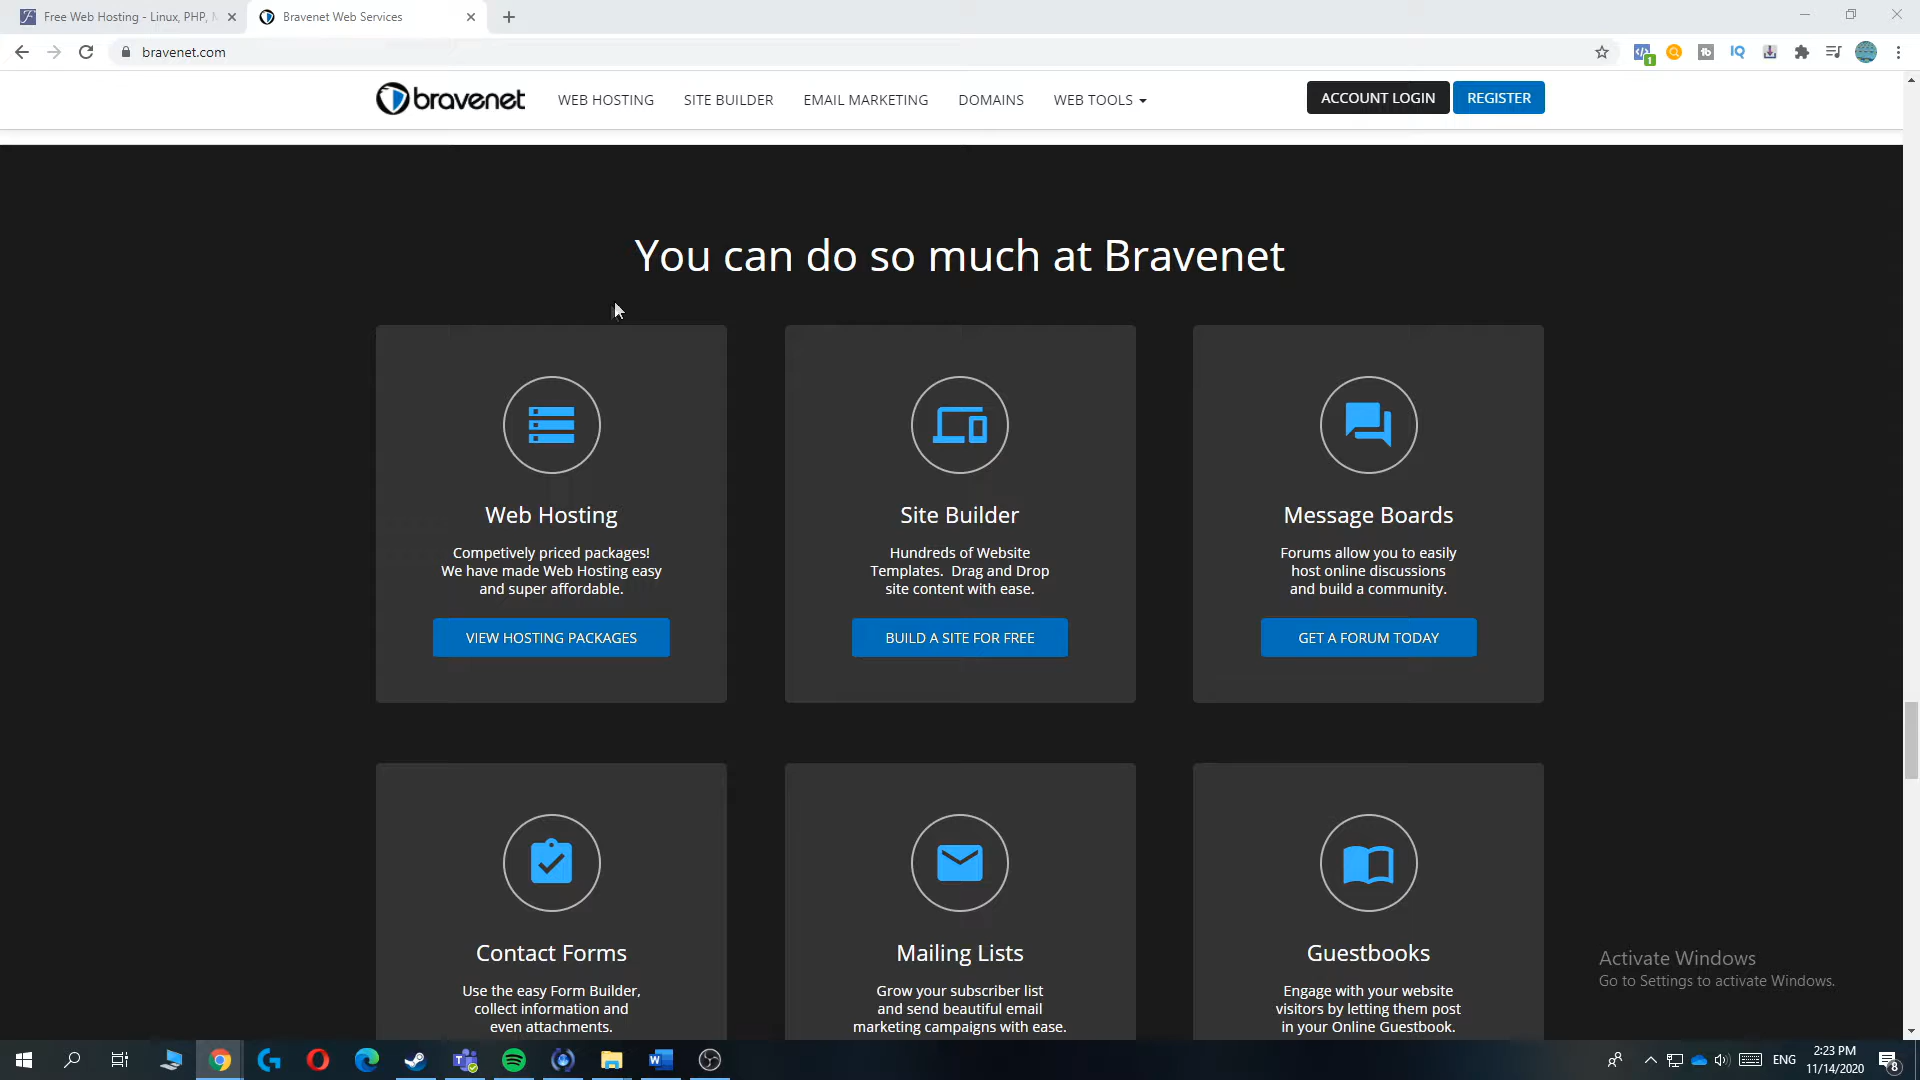 Free Web Hosting - Linux, PHP,
Bravenet Web Services
bravenet.com
1
bravenet
WEB HOSTING
SITE BUILDER
EMAIL MARKETING
DOMAINS
WEB TOOLS
ACCOUNT LOGIN
REGISTER
You can do so much at Bravenet
Web Hosting
Competively priced packages!
We have made Web Hosting easy
and super affordable.
VIEW HOSTING PACKAGES
Site Builder
Hundreds of Website
Templates. Drag and Drop
site content with ease.
BUILD A SITE FOR FREE
Message Boards
Forums allow you to easily
host online discussions
and build a community.
GET A FORUM TODAY
Contact Forms
Use the easy Form Builder,
collect information and
even attachments.
Mailing Lists
Grow your subscriber list
and send beautiful email
marketing campaigns with ease.
Guestbooks
Engage with your website
visitors by letting them post
in your Online Guestbook.
Activate Windows
Go to Settings to activate Windows.
ENG
2:23 PM
11/14/2020
8